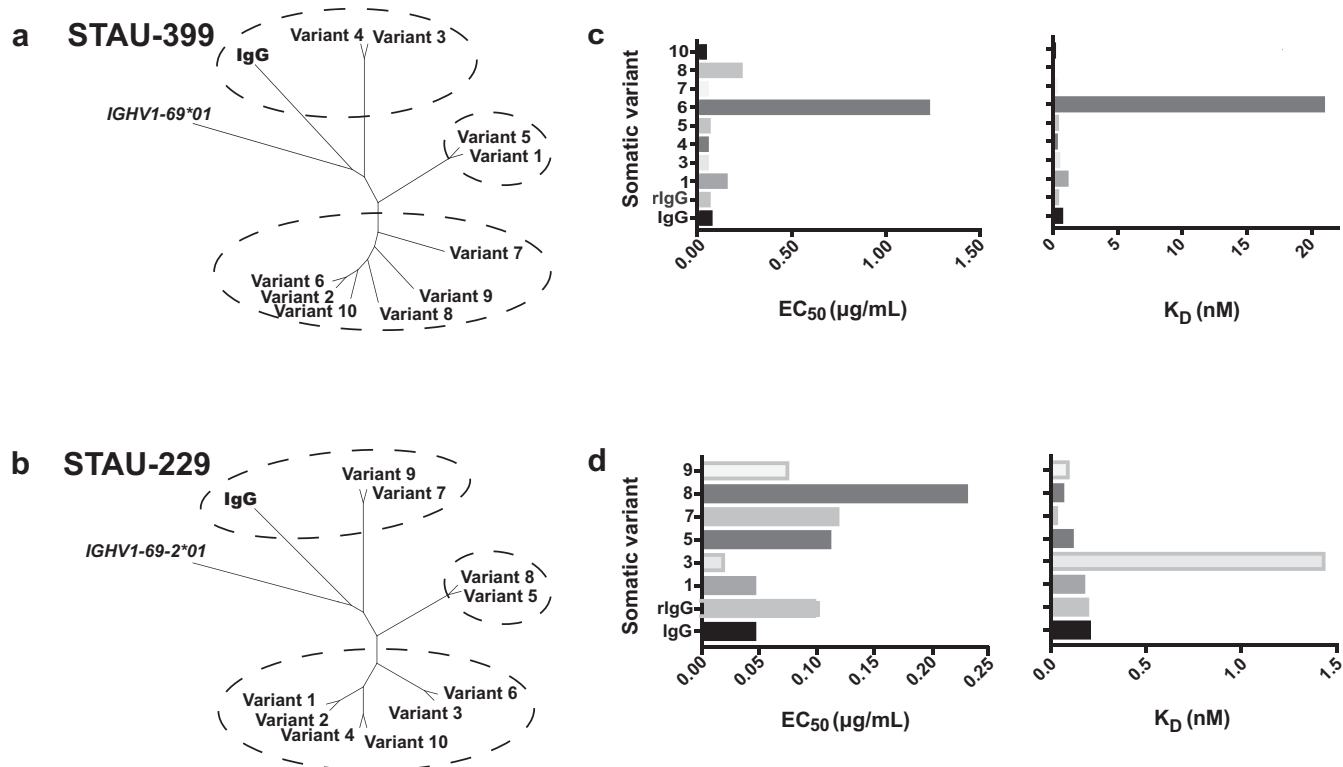 a STAU-399
IgG
Variant 4 Variant 3
IGHV1-69*01
Variant 5
Variant 1
Variant 7
Variant 6
Variant 2
Variant 10
Variant 9
Variant 8
c
Somatic variant
10
8
7
6
5
4
3
1
rIgG
IgG
0.00 0.50 1.00 1.50
EC50 (µg/mL)
0 5 10 15 20
KD (nM)
b STAU-229
IgG
Variant 9
Variant 7
IGHV1-69-2*01
Variant 8
Variant 5
Variant 1
Variant 2
Variant 4
Variant 10
Variant 6
Variant 3
d
Somatic variant
9
8
7
5
3
1
rIgG
IgG
0.00 0.05 0.10 0.15 0.20 0.25
EC50 (µg/mL)
0.0 0.5 1.0 1.5
KD (nM)